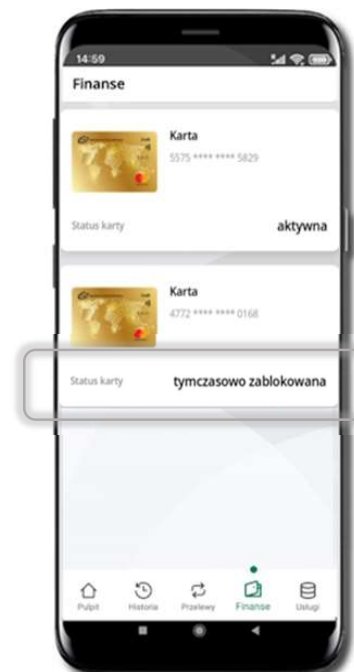 14:59
Finanse
Karta
5575 **** **** 5829
Status karty aktywna
Karta
4772 **** **** 0168
Status karty tymczasowo zablokowana
Pulpit Historia Przelewy Finanse Usługi